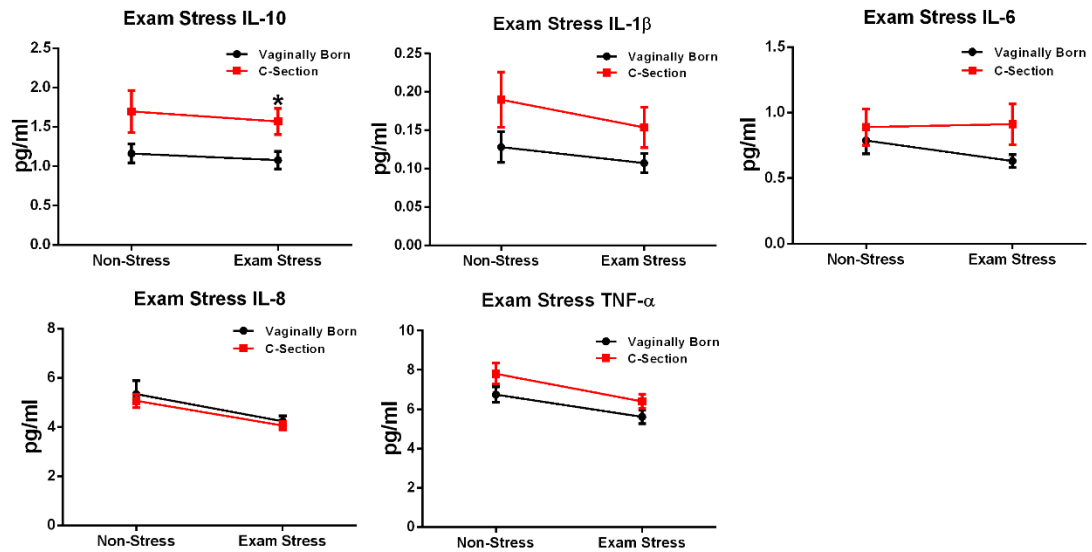 Exam Stress IL-10
Vaginally Born
C-Section
pg/ml
2.5
2.0
1.5
1.0
0.5
0.0
*
Non-Stress Exam Stress
Exam Stress IL-1β
Vaginally Born
C-Section
pg/ml
0.25
0.20
0.15
0.10
0.05
0.00
Non-Stress Exam Stress
Exam Stress IL-6
Vaginally Born
C-Section
pg/ml
1.5
1.0
0.5
0.0
Non-Stress Exam Stress
Exam Stress IL-8
Vaginally Born
C-Section
pg/ml
8
6
4
2
0
Non-Stress Exam Stress
Exam Stress TNF-α
Vaginally Born
C-Section
pg/ml
10
8
6
4
2
0
Non-Stress Exam Stress